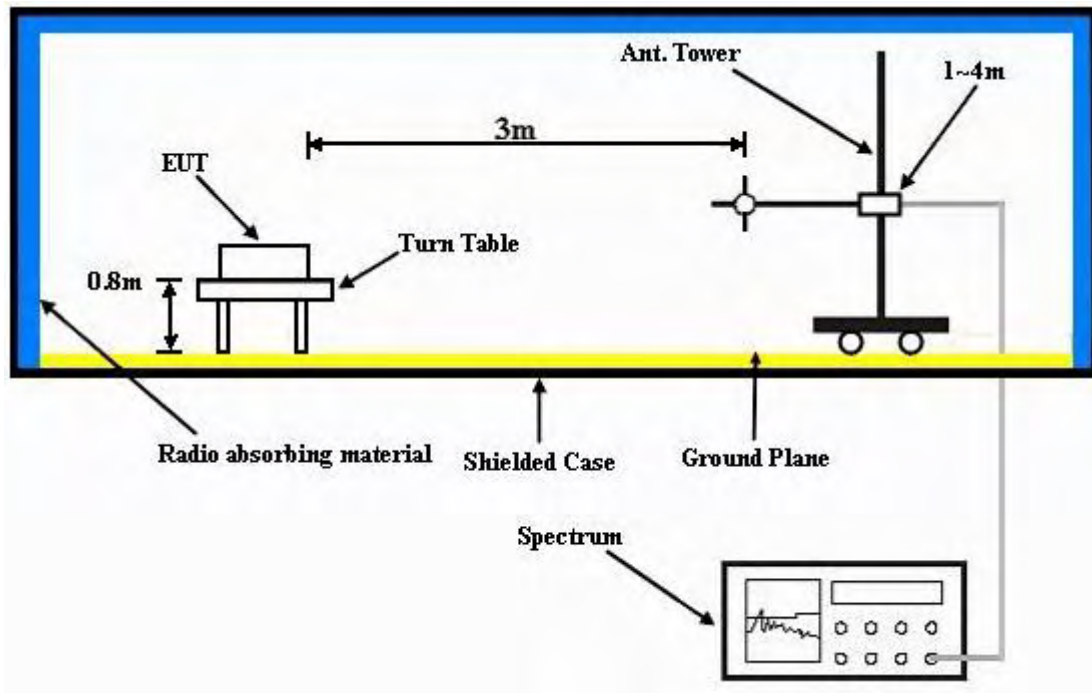 Ant. Tower
1~4m
3m
EUT
Turn Table
0.8m
Radio absorbing material
Shielded Case
Ground Plane
Spectrum